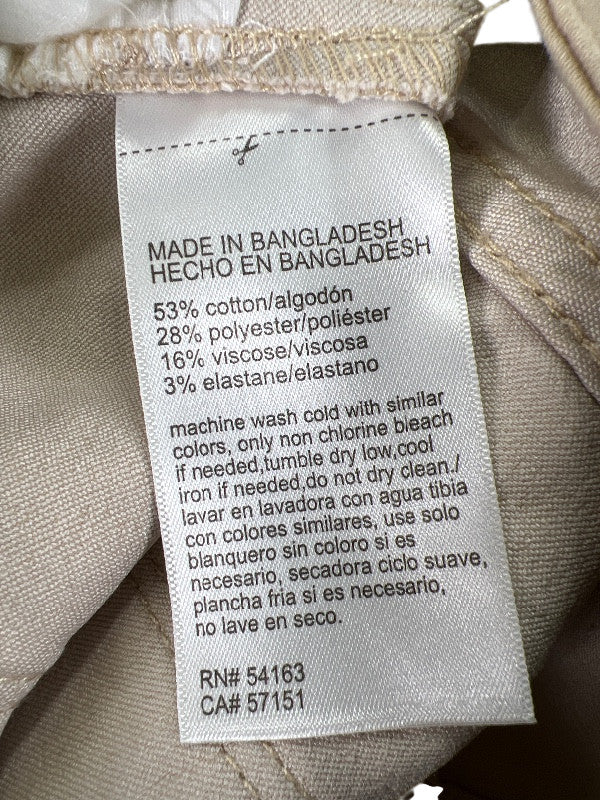 MADE IN BANGLADESH
HECHO EN BANGLADESH
53% cotton/algodón
28% polyester/poliéster
16% viscose/viscosa
3% elastane/elastano
machine wash cold with similar
colors, only non chlorine bleach
if needed,tumble dry low,cool
iron if needed,do not dry clean./
lavar en lavadora con agua tibia
con colores similares, use solo
blanquero sin coloro si es
necesario, secadora ciclo suave,
plancha fria si es necesario,
no lave en seco.
RN# 54163
CA# 57151